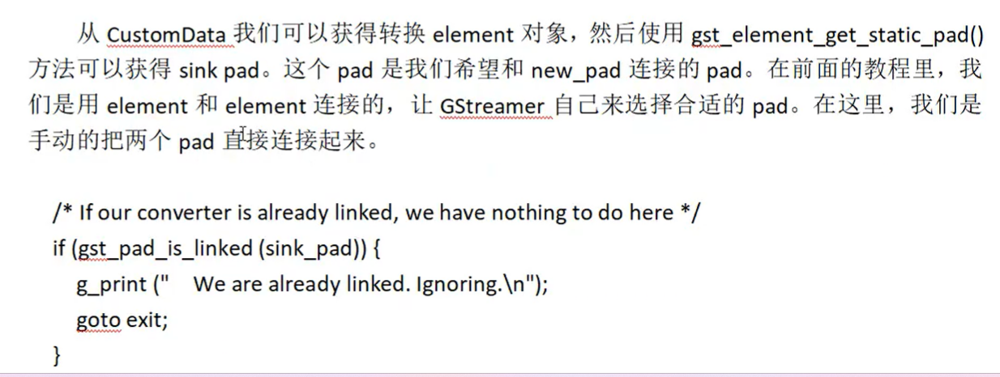 从 CustomData 我们可以获得转换 element 对象，然后使用 gst_element_get_static_pad()
方法可以获得 sink pad。这个 pad 是我们希望和 new_pad 连接的 pad。在前面的教程里，我
们是用 element 和 element 连接的，让 GStreamer 自己来选择合适的 pad。在这里，我们是
手动的把两个 pad 直接连接起来。
/* If our converter is already linked, we have nothing to do here */
if (gst_pad_is_linked (sink_pad)) {
g_print ("    We are already linked. Ignoring.\n");
goto exit;
}